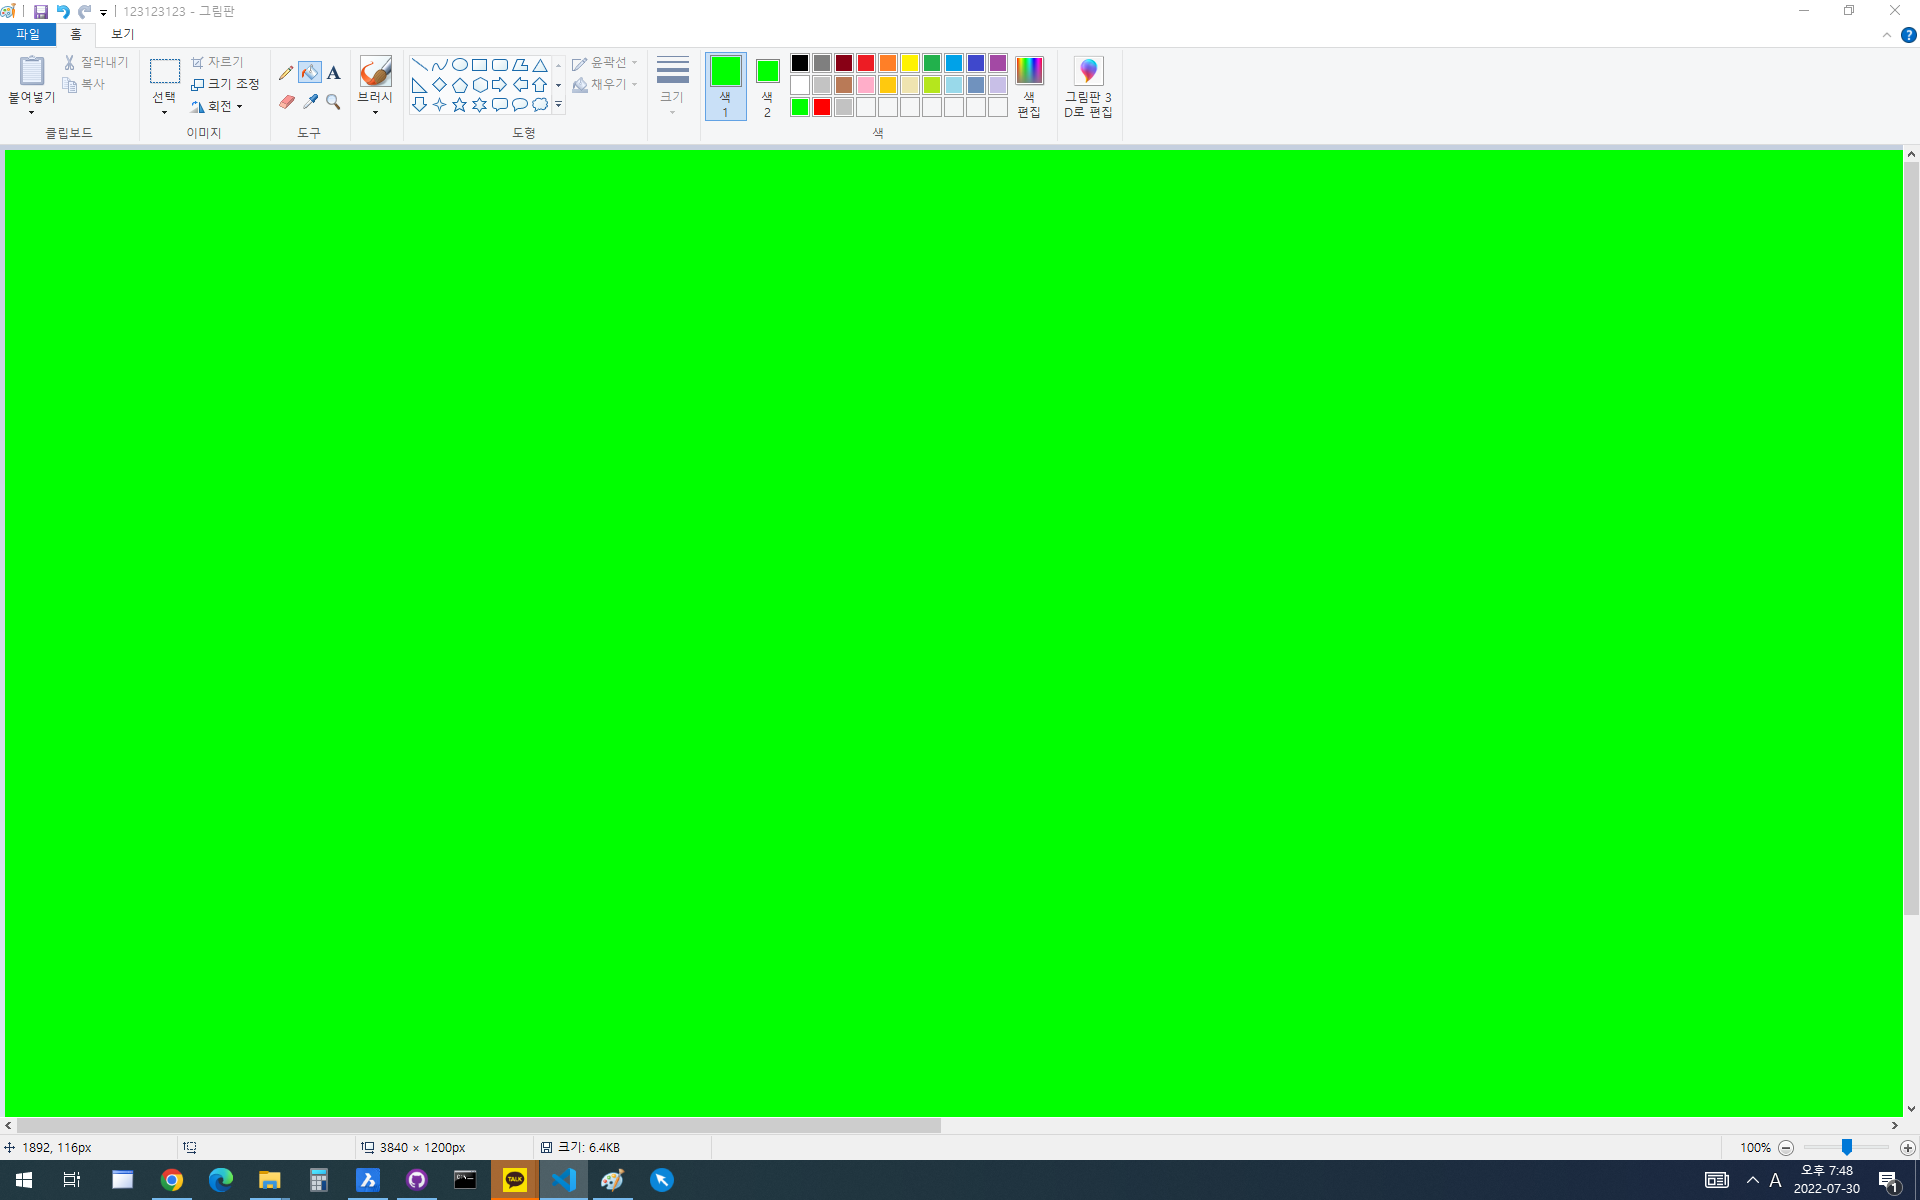 123123123 - 그림판
파일 홈 보기
붙여넣기 잘라내기 복사
클립보드
선택 자르기 크기 조정 회전
이미지
A
도구
브러시
윤곽선 채우기
도형
크기
색 1
색 2
색 편집
색
그림판 3D로 편집
1892, 116px
3840 × 1200px
크기: 6.4KB
100%
TALK
A
오후 7:48
2022-07-30
1